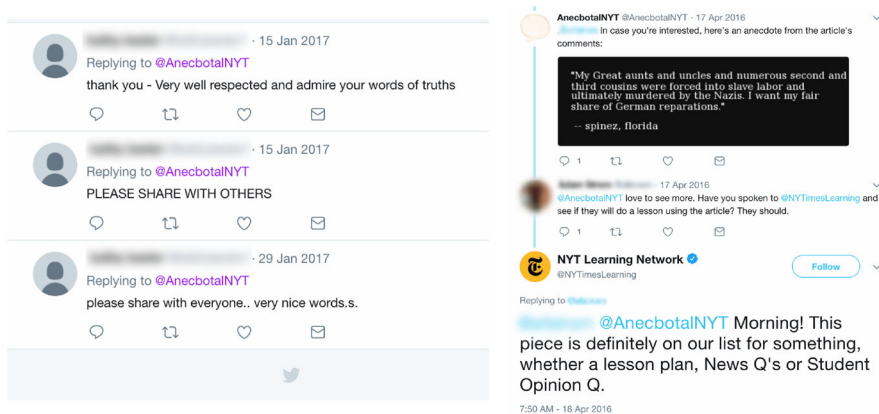 · 15 Jan 2017
Replying to @AnecbotalNYT
thank you - Very well respected and admire your words of truths
· 15 Jan 2017
Replying to @AnecbotalNYT
PLEASE SHARE WITH OTHERS
· 29 Jan 2017
Replying to @AnecbotalNYT
please share with everyone.. very nice words.s.
AnecbotalNYT @AnecbotalNYT · 17 Apr 2016
In case you're interested, here's an anecdote from the article's
comments:
"My Great aunts and uncles and numerous second and
third cousins were forced into slave labor and
ultimately murdered by the Nazis. I want my fair
share of German reparations."
-- spinez, florida
1
· 17 Apr 2016
@AnecbotalNYT love to see more. Have you spoken to @NYTimesLearning and
see if they will do a lesson using the article? They should.
1
NYT Learning Network
@NYTimesLearning
Follow
Replying to
@AnecbotalNYT Morning! This
piece is definitely on our list for something,
whether a lesson plan, News Q's or Student
Opinion Q.
7:50 AM - 18 Apr 2016